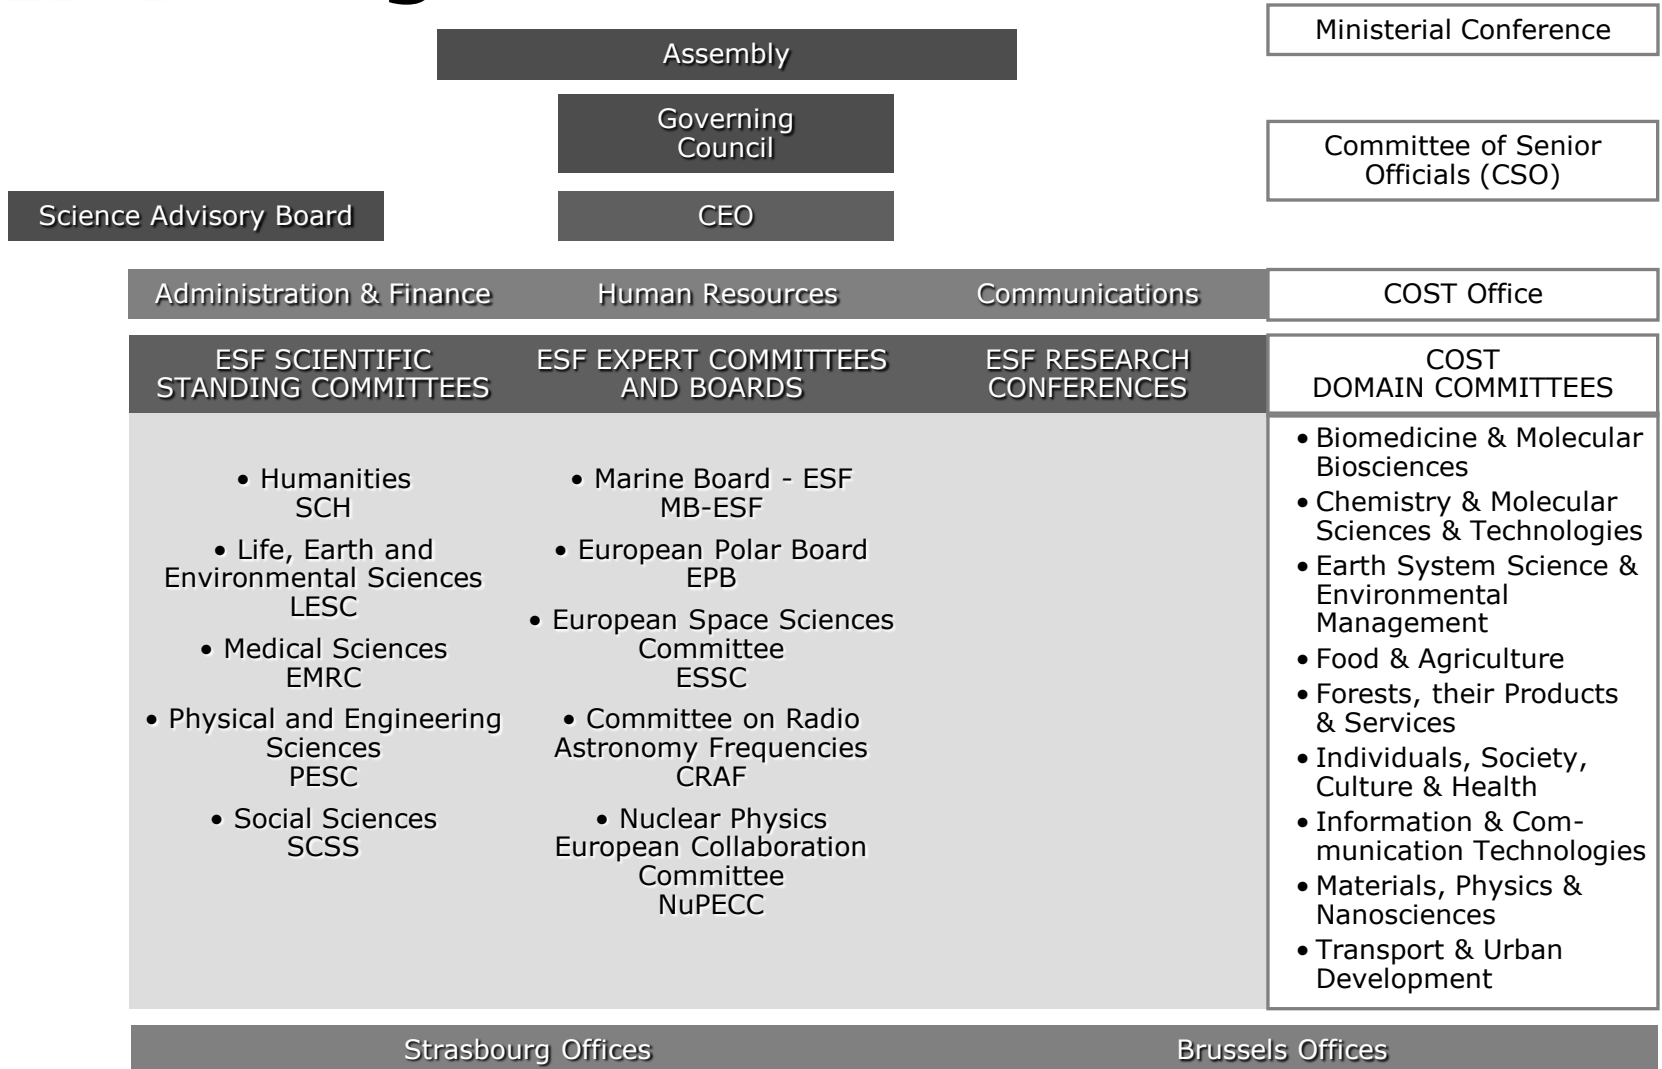 Ministerial Conference
Assembly
Governing
Council
Committee of Senior
Officials (CSO)
Science Advisory Board
CEO
Administration & Finance
Human Resources
Communications
COST Office
ESF SCIENTIFIC
STANDING COMMITTEES
ESF EXPERT COMMITTEES
AND BOARDS
ESF RESEARCH
CONFERENCES
COST
DOMAIN COMMITTEES
• Humanities
SCH
• Life, Earth and
Environmental Sciences
LESC
• Medical Sciences
EMRC
• Physical and Engineering
Sciences
PESC
• Social Sciences
SCSS
• Marine Board - ESF
MB-ESF
• European Polar Board
EPB
• European Space Sciences
Committee
ESSC
• Committee on Radio
Astronomy Frequencies
CRAF
• Nuclear Physics
European Collaboration
Committee
NuPECC
• Biomedicine & Molecular
Biosciences
• Chemistry & Molecular
Sciences & Technologies
• Earth System Science &
Environmental
Management
• Food & Agriculture
• Forests, their Products
& Services
• Individuals, Society,
Culture & Health
• Information & Com-
munication Technologies
• Materials, Physics &
Nanosciences
• Transport & Urban
Development
Strasbourg Offices
Brussels Offices